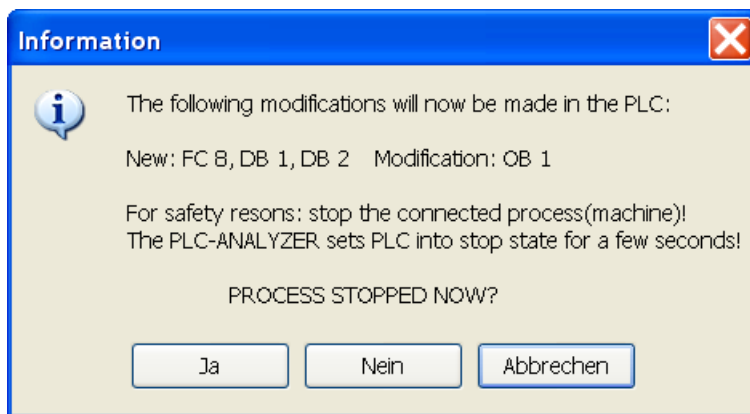 Information
The following modifications will now be made in the PLC:
New: FC 8, DB 1, DB 2 Modification: OB 1
For safety resons: stop the connected process(machine)!
The PLC-ANALYZER sets PLC into stop state for a few seconds!
PROCESS STOPPED NOW?
Ja Nein Abbrechen